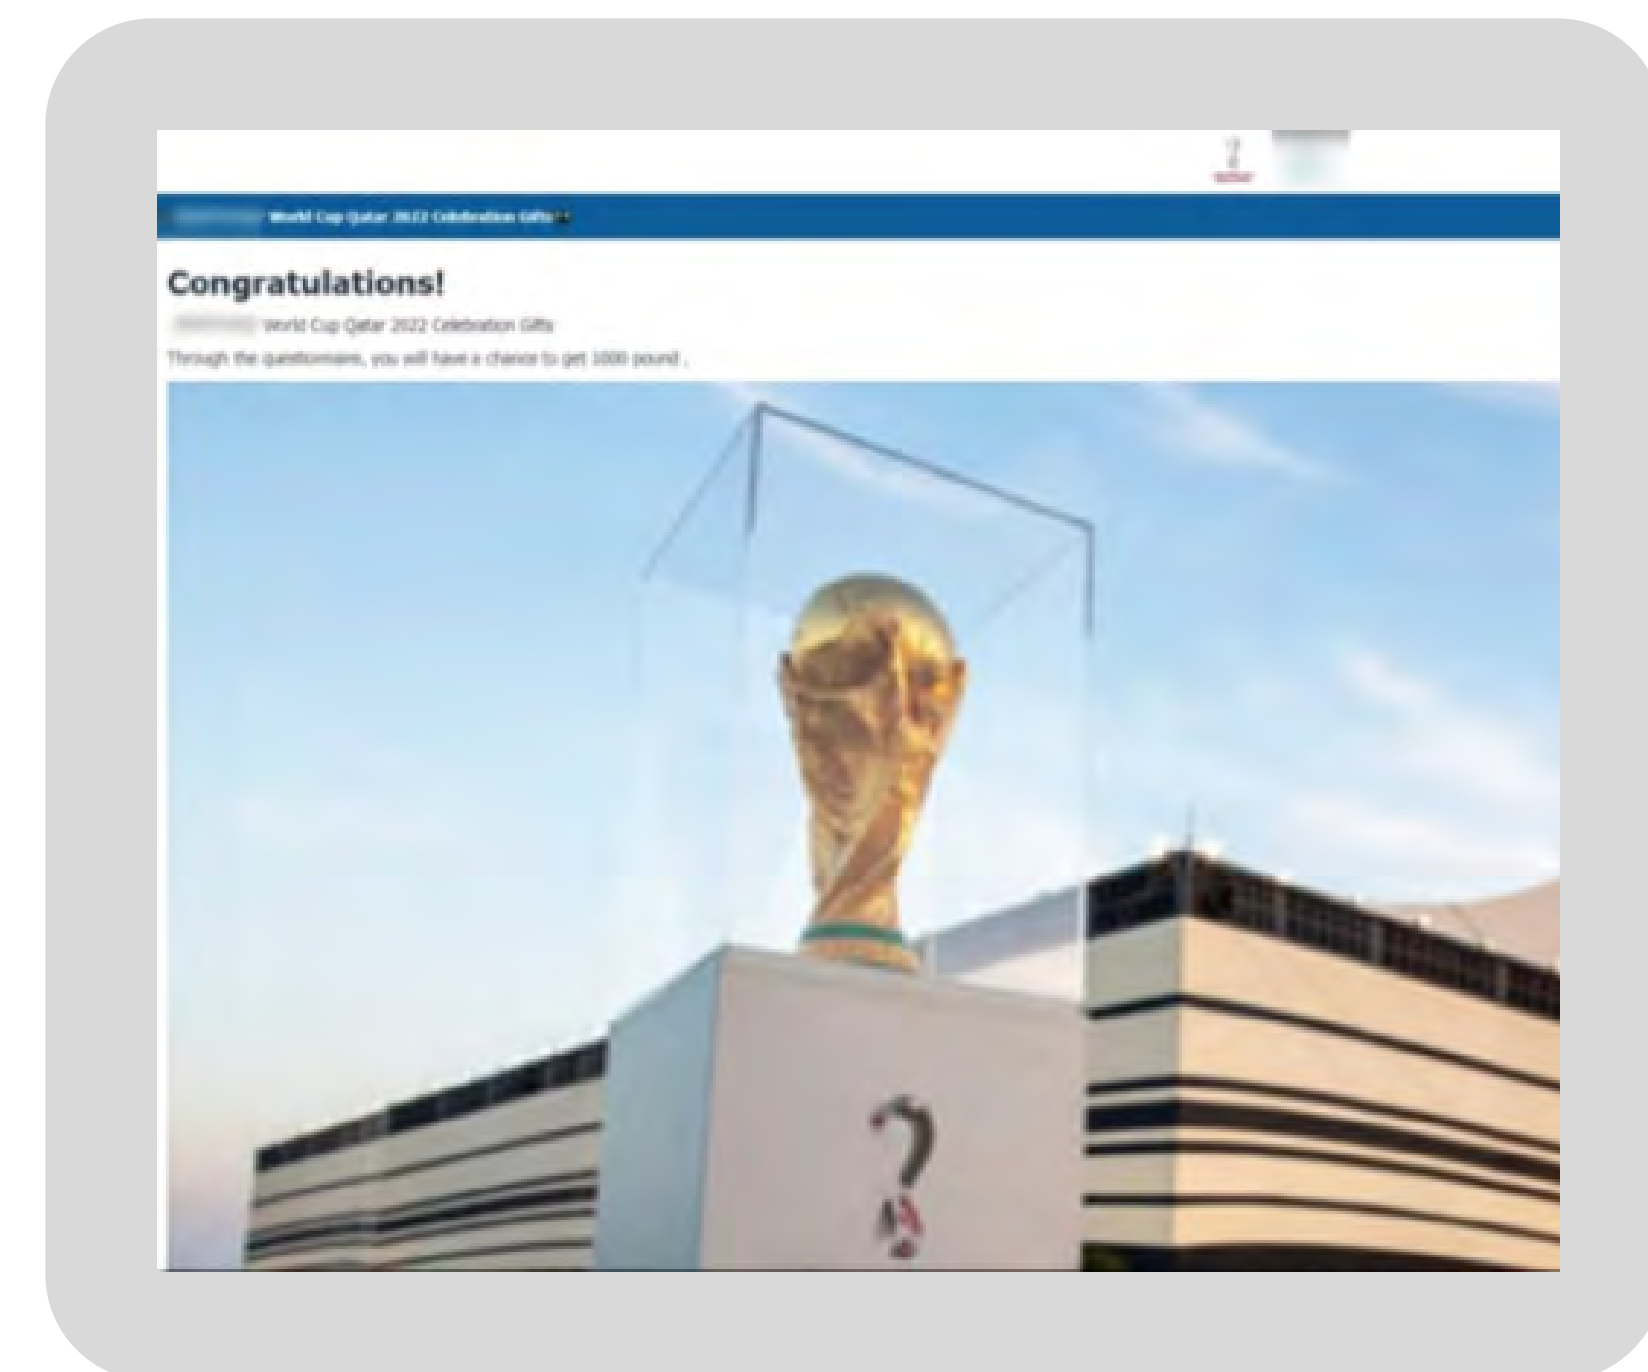 World Cup Qatar 2022 Celebration Gifts
Congratulations!
World Cup Qatar 2022 Celebration Gifts
Through the questionnaire, you will have a chance to get 1000 pound .